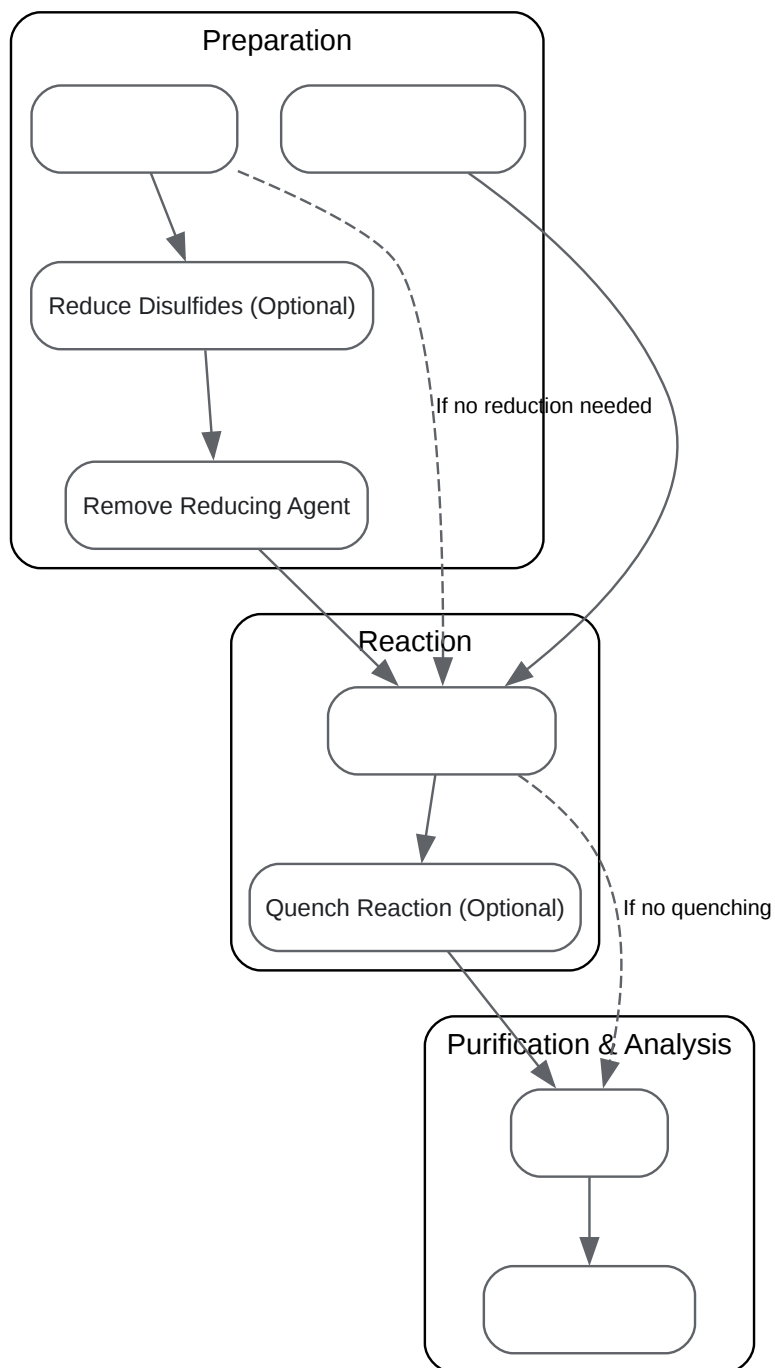 Preparation
Reduce Disulfides (Optional)
If no reduction needed
Remove Reducing Agent
Reaction
Quench Reaction (Optional)
If no quenching
Purification & Analysis